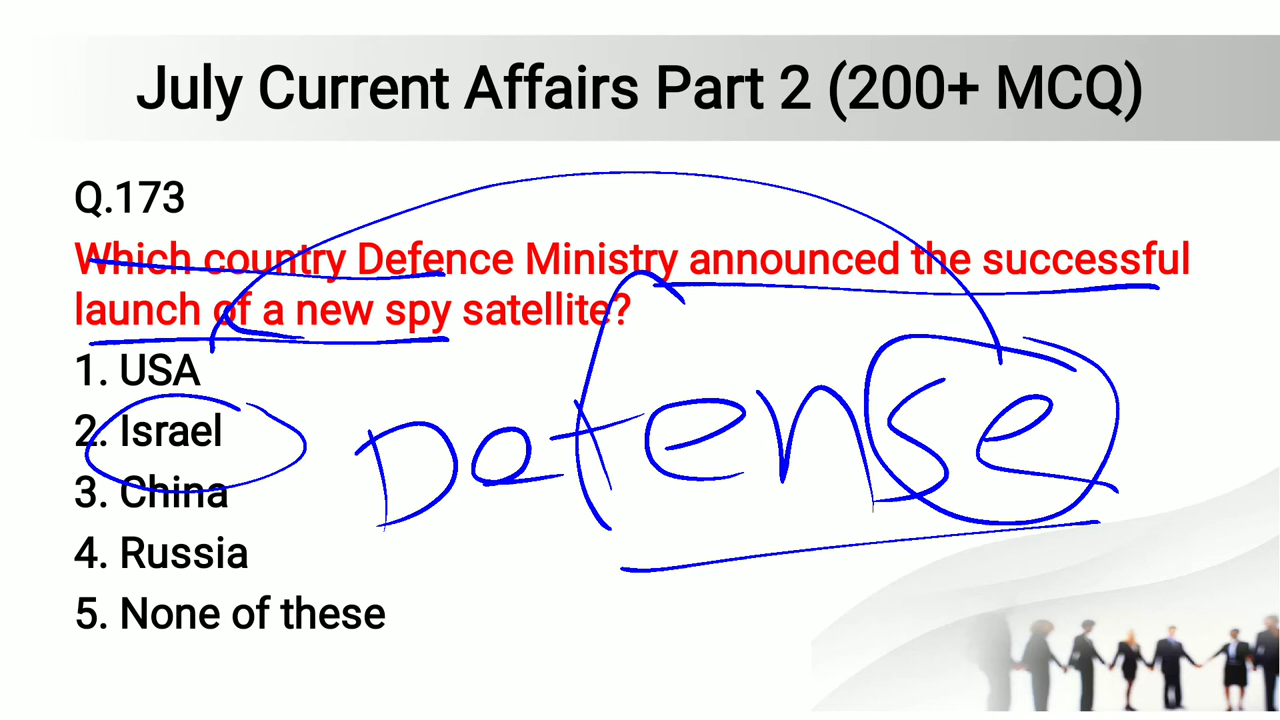 July Current Affairs Part 2 (200+ MCQ)
Q.173
Which country Defence Ministry announced the successful
launch of a new spy satellite?
1. USA
2. Israel
3. China
4. Russia
5. None of these
Defense